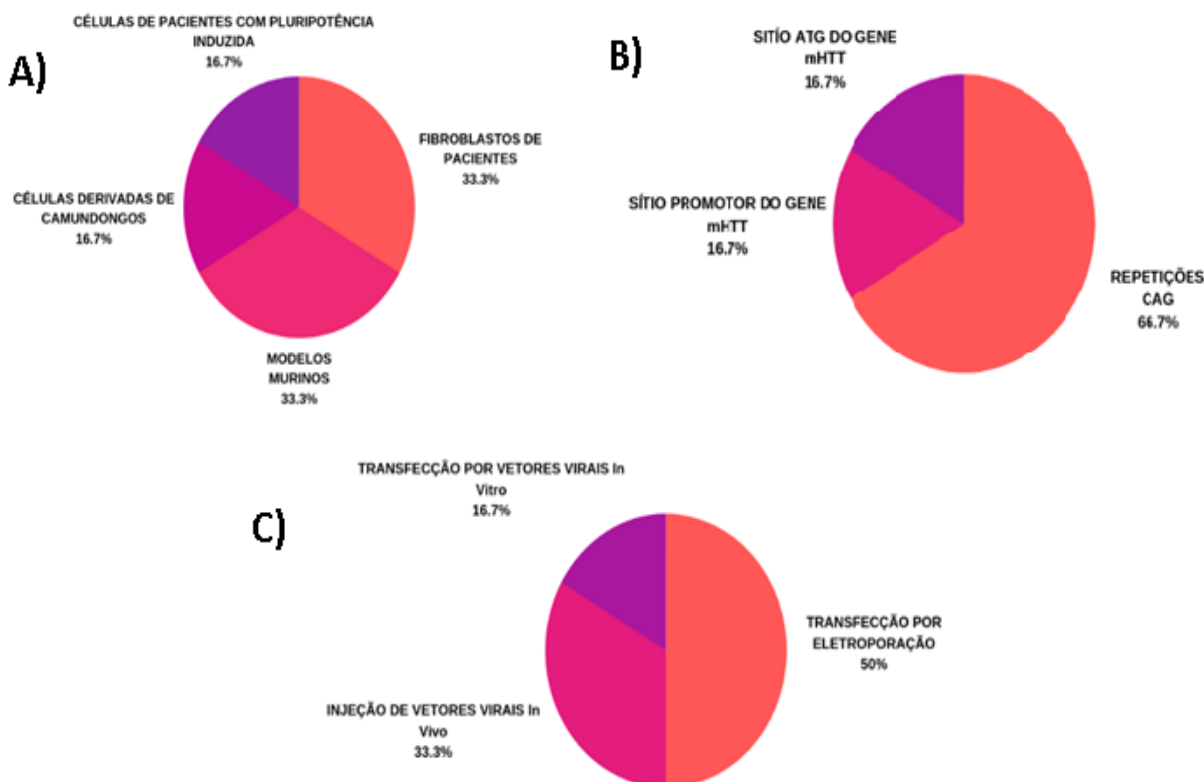 A)
CÉLULAS DE PACIENTES COM PLURIPOTÊNCIA
INDUZIDA
16.7%
FIBROBLASTOS DE
PACIENTES
33.3%
CÉLULAS DERIVADAS DE
CAMUNDONGOS
16.7%
MODELOS
MURINOS
33.3%
B)
SITÍO ATG DO GENE
mHTT
16.7%
SÍTIO PROMOTOR DO GENE
mHTT
16.7%
REPETIÇÕES
CAG
66.7%
C)
TRANSFECÇÃO POR VETORES VIRAIS In
Vitro
16.7%
TRANSFECÇÃO POR
ELETROPORAÇÃO
50%
INJEÇÃO DE VETORES VIRAIS In
Vivo
33.3%